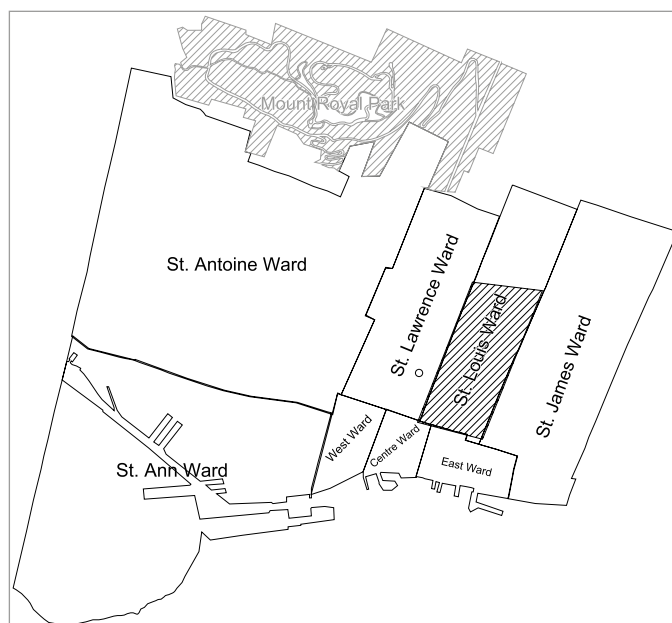 Mount Royal Park
St. Antoine Ward
St. Lawrence Ward
St. Louis Ward
St. James Ward
West Ward
Centre Ward
East Ward
St. Ann Ward